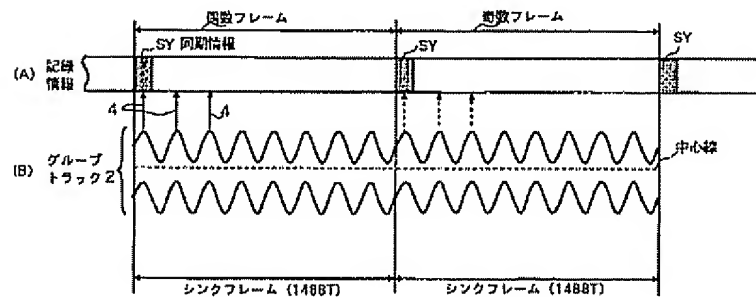 偶数フレーム
奇数フレーム
SY 同期情報
SY
SY
(A) 記録
情報
4
4
(B) グルーブ
トラック2
中心線
シンクフレーム (1488T)
シンクフレーム (1488T)